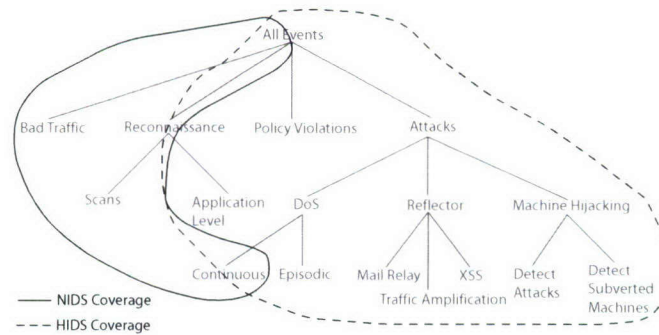 All Events
Bad Traffic Reconnaissance Policy Violations Attacks
Scans Application Level DoS Reflector Machine Hijacking
Continuous Episodic Mail Relay Traffic Amplification XSS Detect Attacks Detect Subverted Machines
NIDS Coverage
HIDS Coverage